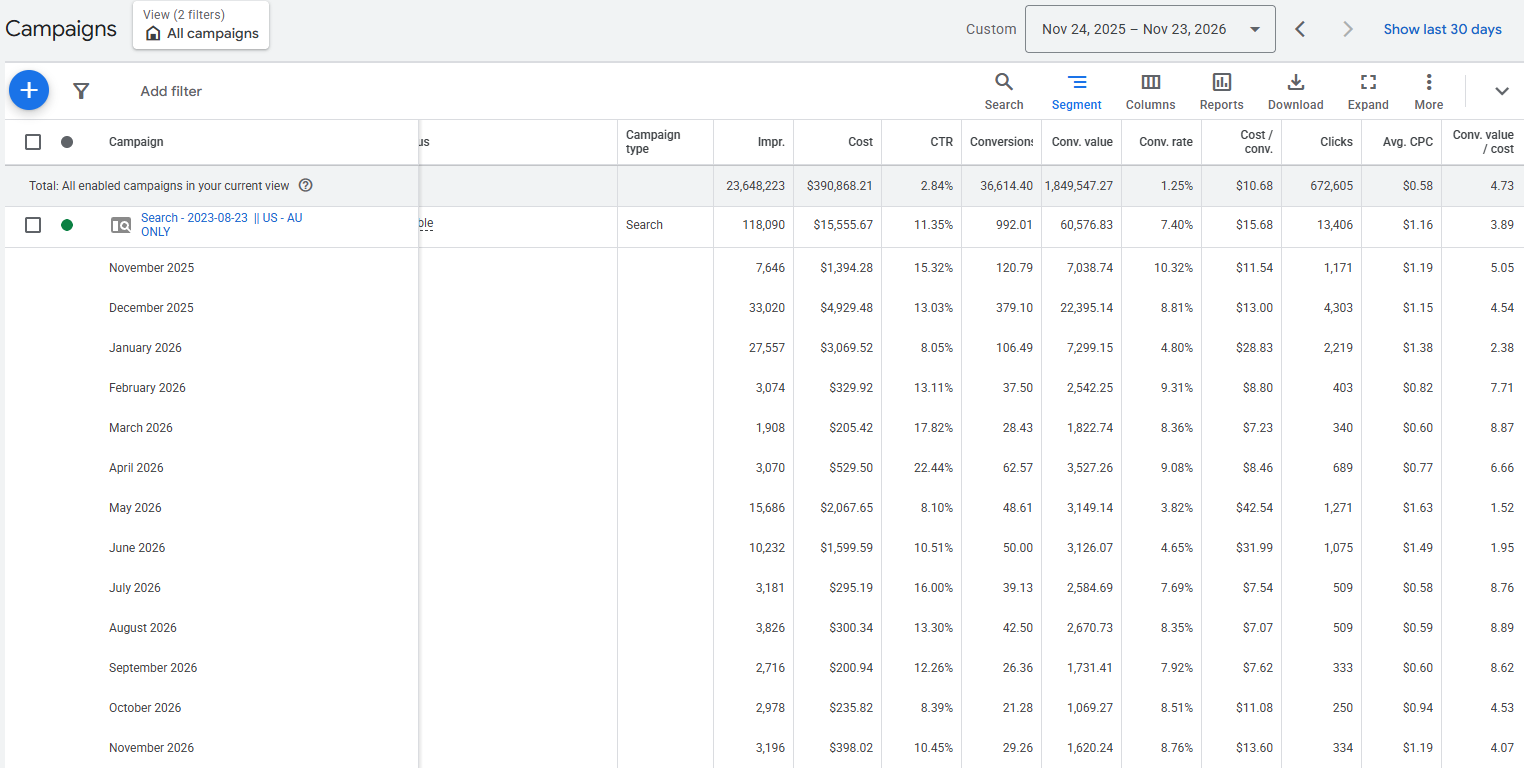 Campaigns
View (2 filters)
All campaigns
Custom
Nov 24, 2025 – Nov 23, 2026
Show last 30 days
Add filter
Search
Segment
Columns
Reports
Download
Expand
More
Campaign us Campaign type Impr. Cost CTR Conversions Conv. value Conv. rate Cost / conv. Clicks Avg. CPC Conv. value / cost
Total: All enabled campaigns in your current view 23,648,223 $390,868.21 2.84% 36,614.40 1,849,547.27 1.25% $10.68 672,605 $0.58 4.73
Search - 2023-08-23 || US - AU ONLY ble Search 118,090 $15,555.67 11.35% 992.01 60,576.83 7.40% $15.68 13,406 $1.16 3.89
November 2025 7,646 $1,394.28 15.32% 120.79 7,038.74 10.32% $11.54 1,171 $1.19 5.05
December 2025 33,020 $4,929.48 13.03% 379.10 22,395.14 8.81% $13.00 4,303 $1.15 4.54
January 2026 27,557 $3,069.52 8.05% 106.49 7,299.15 4.80% $28.83 2,219 $1.38 2.38
February 2026 3,074 $329.92 13.11% 37.50 2,542.25 9.31% $8.80 403 $0.82 7.71
March 2026 1,908 $205.42 17.82% 28.43 1,822.74 8.36% $7.23 340 $0.60 8.87
April 2026 3,070 $529.50 22.44% 62.57 3,527.26 9.08% $8.46 689 $0.77 6.66
May 2026 15,686 $2,067.65 8.10% 48.61 3,149.14 3.82% $42.54 1,271 $1.63 1.52
June 2026 10,232 $1,599.59 10.51% 50.00 3,126.07 4.65% $31.99 1,075 $1.49 1.95
July 2026 3,181 $295.19 16.00% 39.13 2,584.69 7.69% $7.54 509 $0.58 8.76
August 2026 3,826 $300.34 13.30% 42.50 2,670.73 8.35% $7.07 509 $0.59 8.89
September 2026 2,716 $200.94 12.26% 26.36 1,731.41 7.92% $7.62 333 $0.60 8.62
October 2026 2,978 $235.82 8.39% 21.28 1,069.27 8.51% $11.08 250 $0.94 4.53
November 2026 3,196 $398.02 10.45% 29.26 1,620.24 8.76% $13.60 334 $1.19 4.07